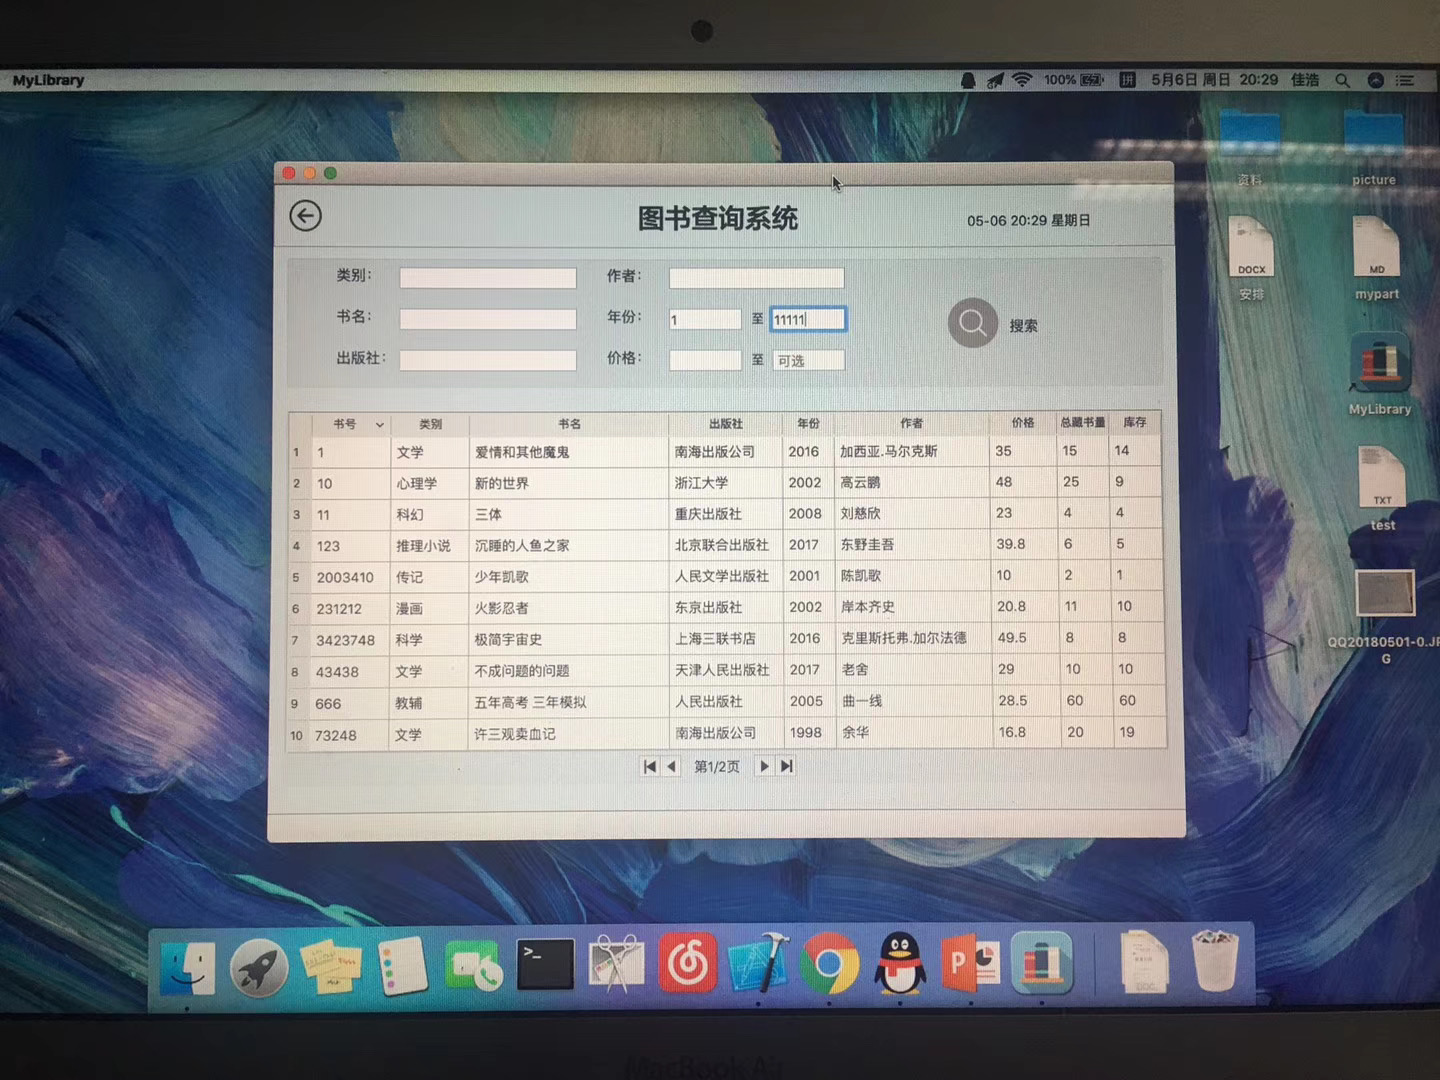 MyLibrary 100% 拼 5月6日 周日 20:29 佳浩
资料 picture
图书查询系统 05-06 20:29 星期日
DOCX MD
安排 mypart
类别： 作者：
书名： 年份： 1 至 11111 搜索
出版社： 价格： 至 可选
MyLibrary
书号 类别 书名 出版社 年份 作者 价格 总藏书量 库存
1 1 文学 爱情和其他魔鬼 南海出版公司 2016 加西亚.马尔克斯 35 15 14
2 10 心理学 新的世界 浙江大学 2002 高云鹏 48 25 9
3 11 科幻 三体 重庆出版社 2008 刘慈欣 23 4 4
TXT
test
4 123 推理小说 沉睡的人鱼之家 北京联合出版社 2017 东野圭吾 39.8 6 5
5 2003410 传记 少年凯歌 人民文学出版社 2001 陈凯歌 10 2 1
6 231212 漫画 火影忍者 东京出版社 2002 岸本齐史 20.8 11 10
7 3423748 科学 极简宇宙史 上海三联书店 2016 克里斯托弗.加尔法德 49.5 8 8
QQ20180501-0.JP
G
8 43438 文学 不成问题的问题 天津人民出版社 2017 老舍 29 10 10
9 666 教辅 五年高考 三年模拟 人民出版社 2005 曲一线 28.5 60 60
10 73248 文学 许三观卖血记 南海出版公司 1998 余华 16.8 20 19
第1/2页
>_ P DOC
MacBook Air